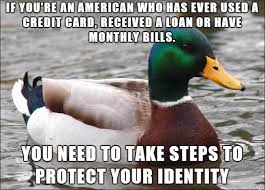 IF YOU'RE AN AMERICAN WHO HAS EVER USED A
CREDIT CARD, RECEIVED A LOAN OR HAVE
MONTHLY BILLS.
YOU NEED TO TAKE STEPS TO
PROTECT YOUR IDENTITY